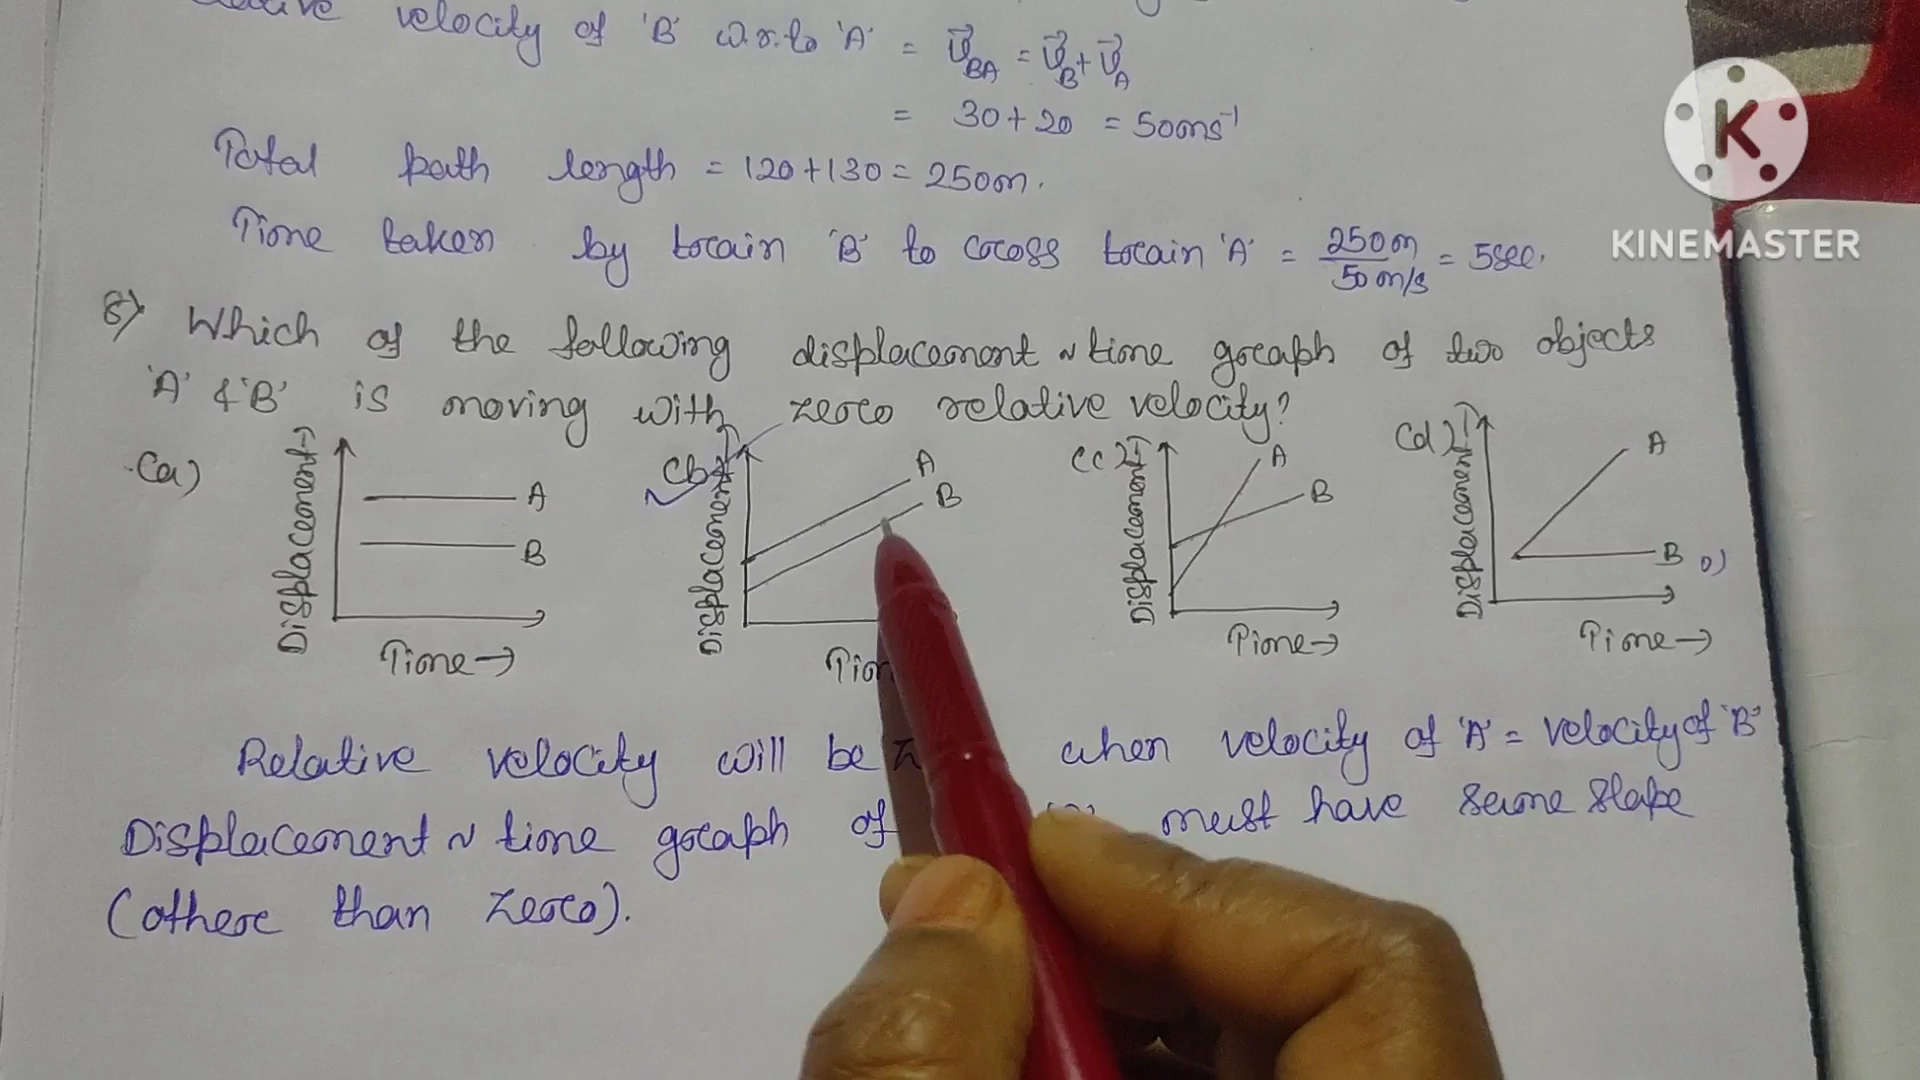 velocity of 'B' w.r.to 'A' = V⃗BA = V⃗B + V⃗A
= 30+20 = 50ms⁻¹
Total path length = 120+130 = 250m.
Time taken by train 'B' to cross train 'A' = 250m / 50m/s = 5sec.
8) Which of the following displacement ~ time graph of two objects
'A' & 'B' is moving with zero relative velocity?
(a) Displacement→ A B Time→
(b) Displacement→ A B
(c) Displacement→ A B Time→
(d) Displacement→ A B Time→
Relative velocity will be when velocity of 'A' = velocity of 'B'
Displacement ~ time graph of must have same slope
(other than zero).
K
KINEMASTER